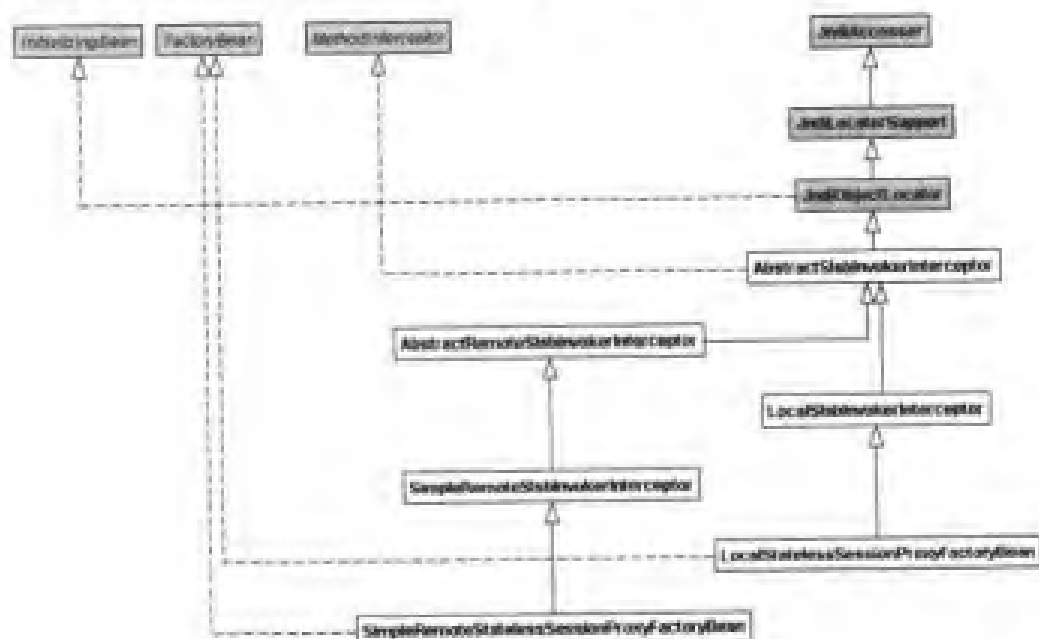 InitializingBean
FactoryBean
MethodInterceptor
JndiAccessor
JndiLocatorSupport
JndiObjectLocator
AbstractSlsbInvokerInterceptor
AbstractRemoteSlsbInvokerInterceptor
LocalSlsbInvokerInterceptor
SimpleRemoteSlsbInvokerInterceptor
LocalStatelessSessionProxyFactoryBean
SimpleRemoteStatelessSessionProxyFactoryBean